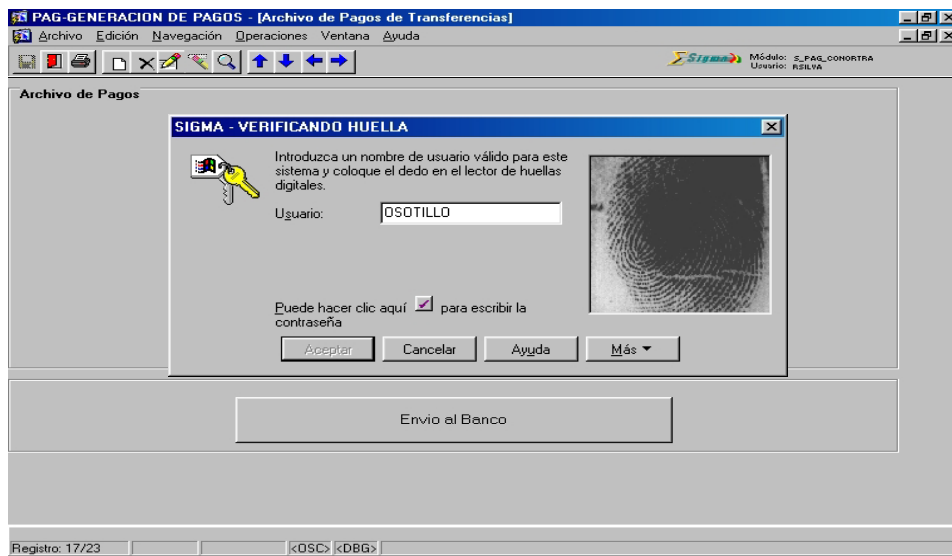 PAG-GENERACION DE PAGOS - [Archivo de Pagos de Transferencias]
Archivo Edición Navegación Operaciones Ventana Ayuda
Sigma
Módulo: S_PAG_CONORTRA
Usuario: RSILVA
Archivo de Pagos
SIGMA - VERIFICANDO HUELLA
Introduzca un nombre de usuario válido para este
sistema y coloque el dedo en el lector de huellas
digitales.
Usuario: OSOTILLO
Puede hacer clic aquí para escribir la
contraseña
Aceptar Cancelar Ayuda Más
Envio al Banco
Registro: 17/23 <OSC> <DBG>